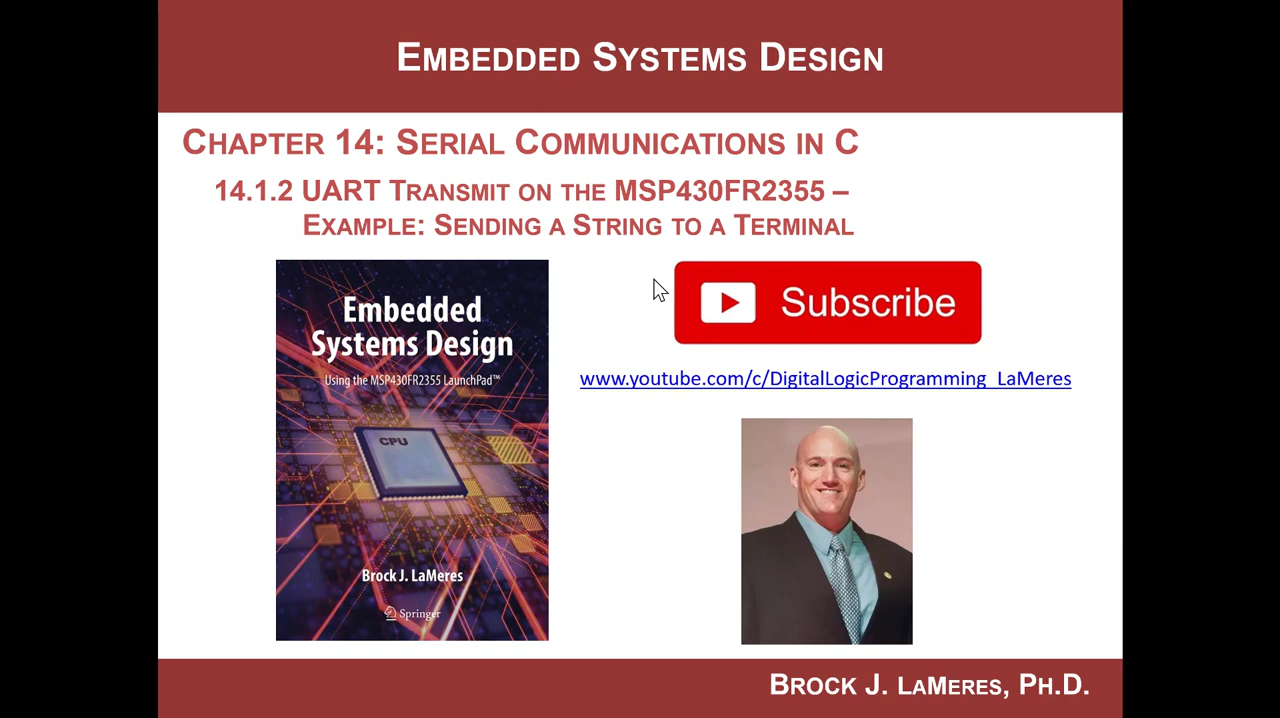 Embedded Systems Design
Chapter 14: Serial Communications in C
14.1.2 UART Transmit on the MSP430FR2355 –
Example: Sending a String to a Terminal
Embedded
Systems Design
Using the MSP430FR2355 LaunchPad™
CPU
Brock J. LaMeres
Springer
Subscribe
www.youtube.com/c/DigitalLogicProgramming_LaMeres
Brock J. LaMeres, Ph.D.